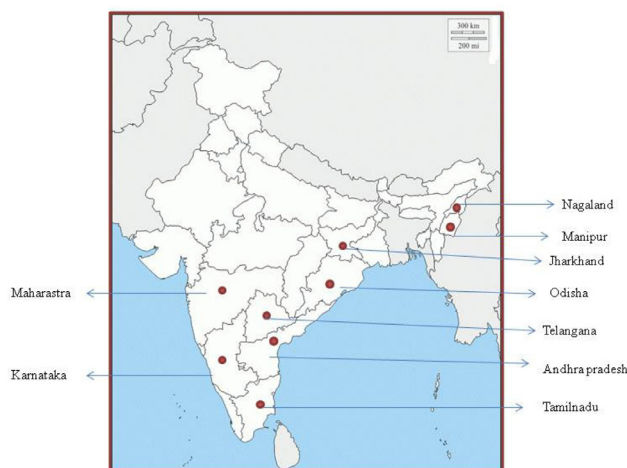 300 km
200 mi
Nagaland
Manipur
Jharkhand
Maharastra
Odisha
Telangana
Andhra pradesh
Karnataka
Tamilnadu